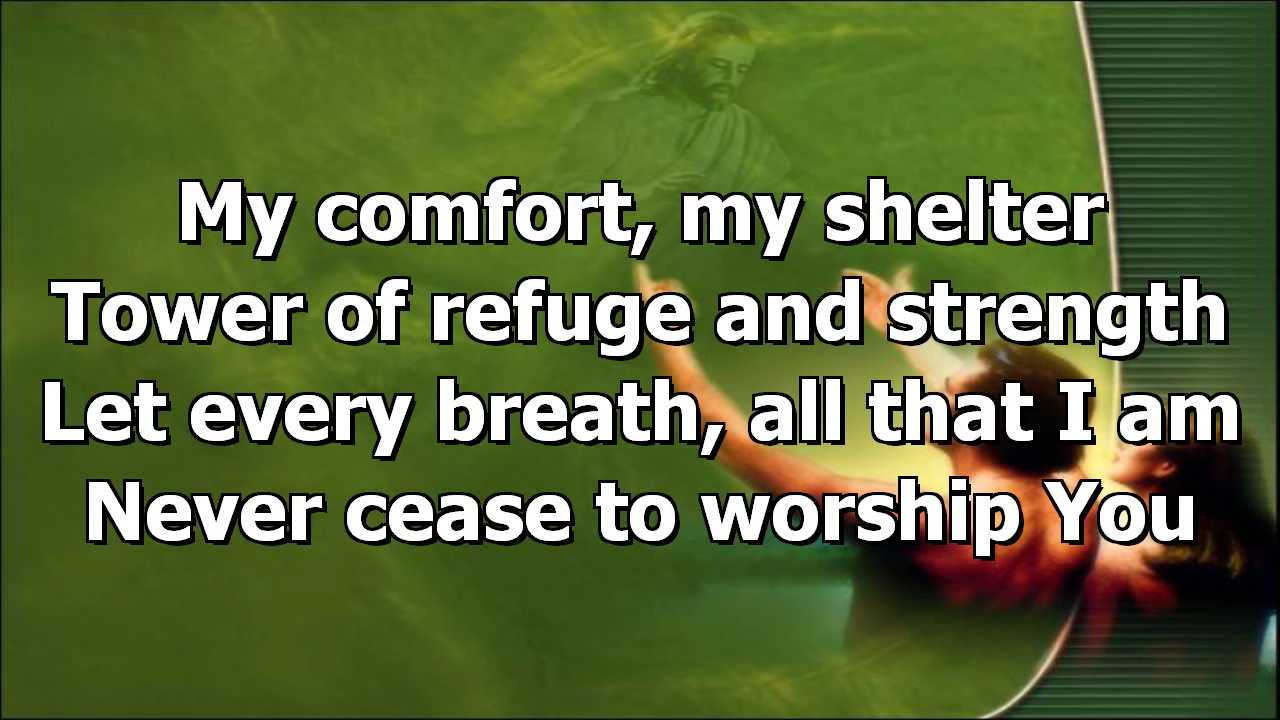 My comfort, my shelter
Tower of refuge and strength
Let every breath, all that I am
Never cease to worship You